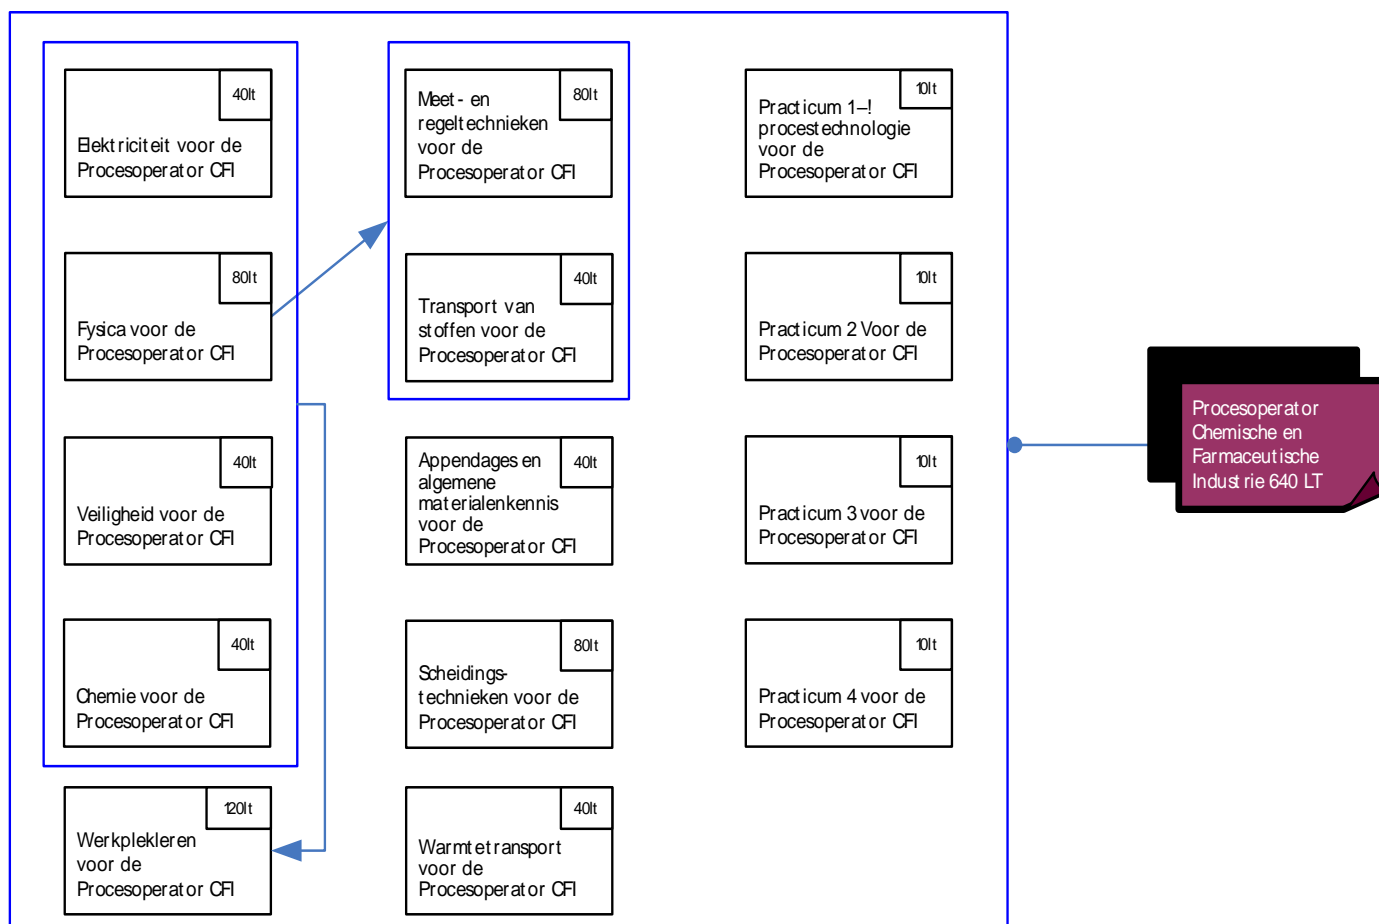 40lt
Elektriciteit voor de
Procesoperator CFI
80lt
Fysica voor de
Procesoperator CFI
40lt
Veiligheid voor de
Procesoperator CFI
40lt
Chemie voor de
Procesoperator CFI
120lt
Werkplekleren
voor de
Procesoperator CFI
80lt
Meet- en
regeltechnieken
voor de
Procesoperator CFI
40lt
Transport van
stoffen voor de
Procesoperator CFI
40lt
Appendages en
algemene
materialenkennis
voor de
Procesoperator CFI
80lt
Scheidings-
technieken voor de
Procesoperator CFI
40lt
Warmtetransport
voor de
Procesoperator CFI
10lt
Practicum 1–!
procestechnologie
voor de
Procesoperator CFI
10lt
Practicum 2 Voor de
Procesoperator CFI
10lt
Practicum 3 voor de
Procesoperator CFI
10lt
Practicum 4 voor de
Procesoperator CFI
Procesoperator
Chemische en
Farmaceutische
Industrie 640 LT